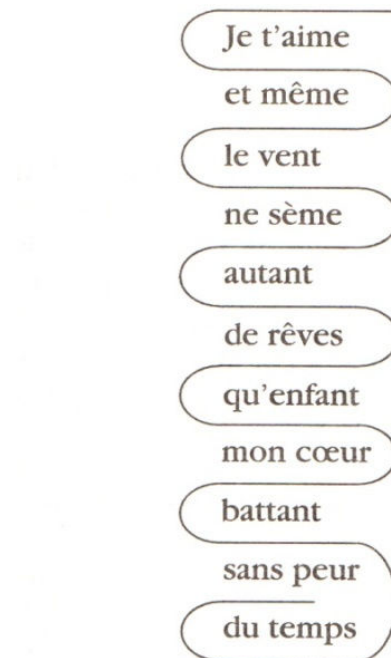 Je t'aime
et même
le vent
ne sème
autant
de rêves
qu'enfant
mon cœur
battant
sans peur
du temps